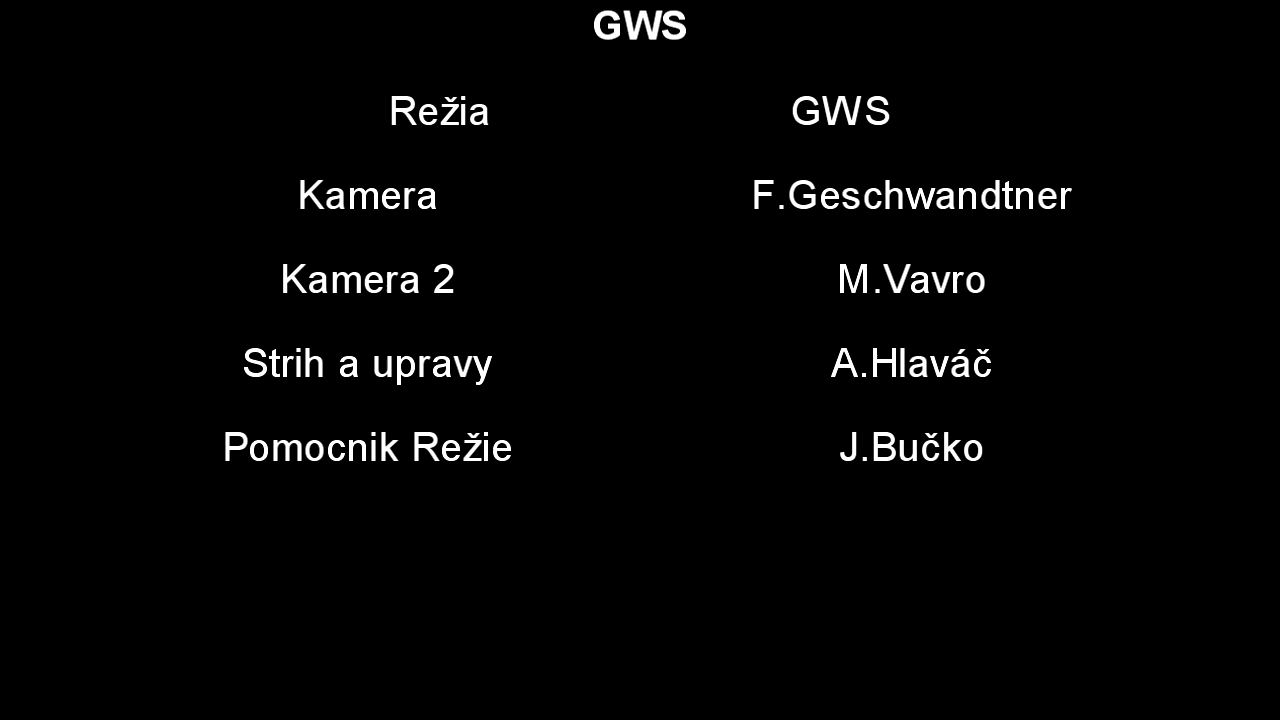 GWS
Režia GWS
Kamera F.Geschwandtner
Kamera 2 M.Vavro
Strih a upravy A.Hlaváč
Pomocnik Režie J.Bučko